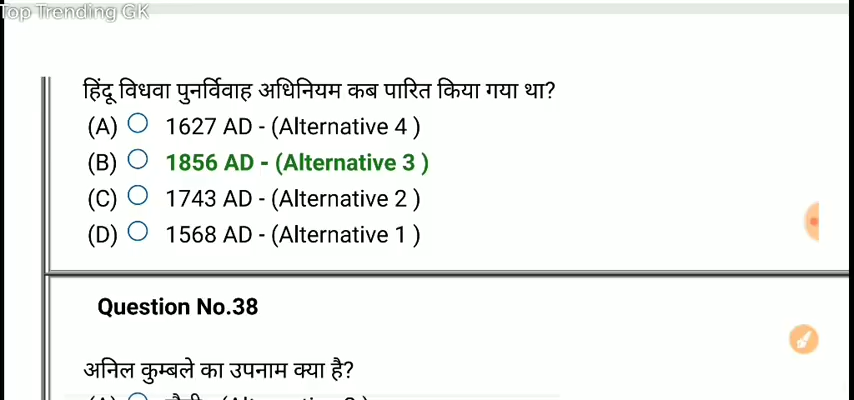 Top Trending GK
हिंदू विधवा पुनर्विवाह अधिनियम कब पारित किया गया था?
(A) 1627 AD - (Alternative 4 )
(B) 1856 AD - (Alternative 3 )
(C) 1743 AD - (Alternative 2 )
(D) 1568 AD - (Alternative 1 )
Question No.38
अनिल कुम्बले का उपनाम क्या है?